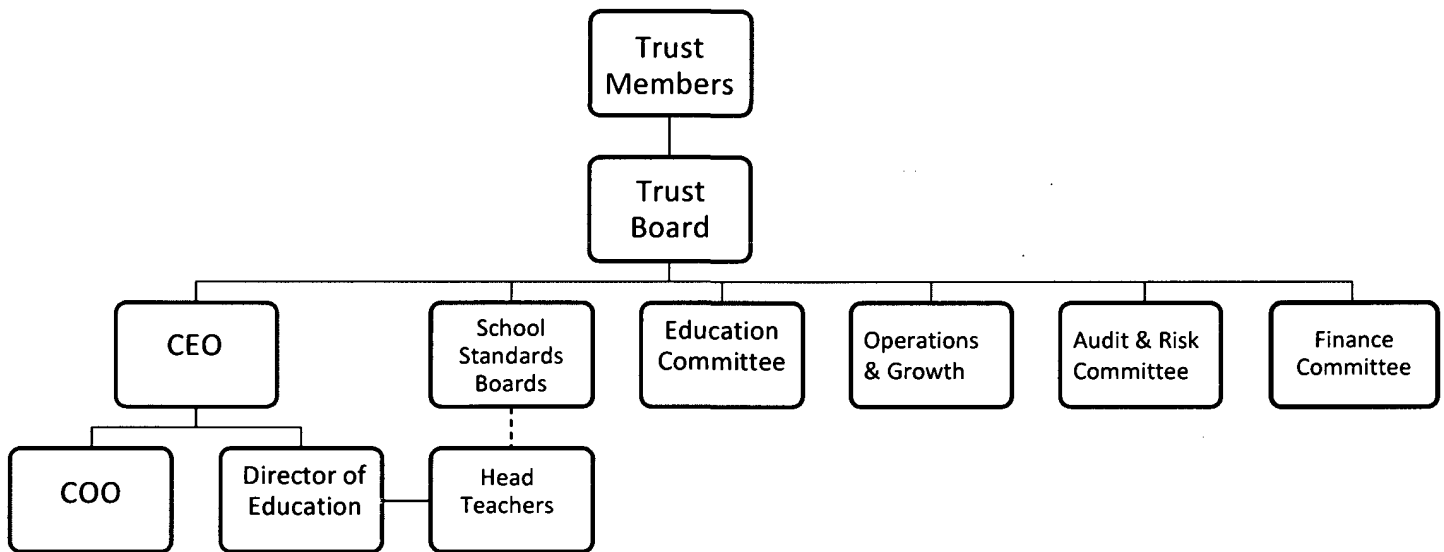 Trust
Members
Trust
Board
CEO
School
Standards
Boards
Education
Committee
Operations
& Growth
Audit & Risk
Committee
Finance
Committee
COO
Director of
Education
Head
Teachers